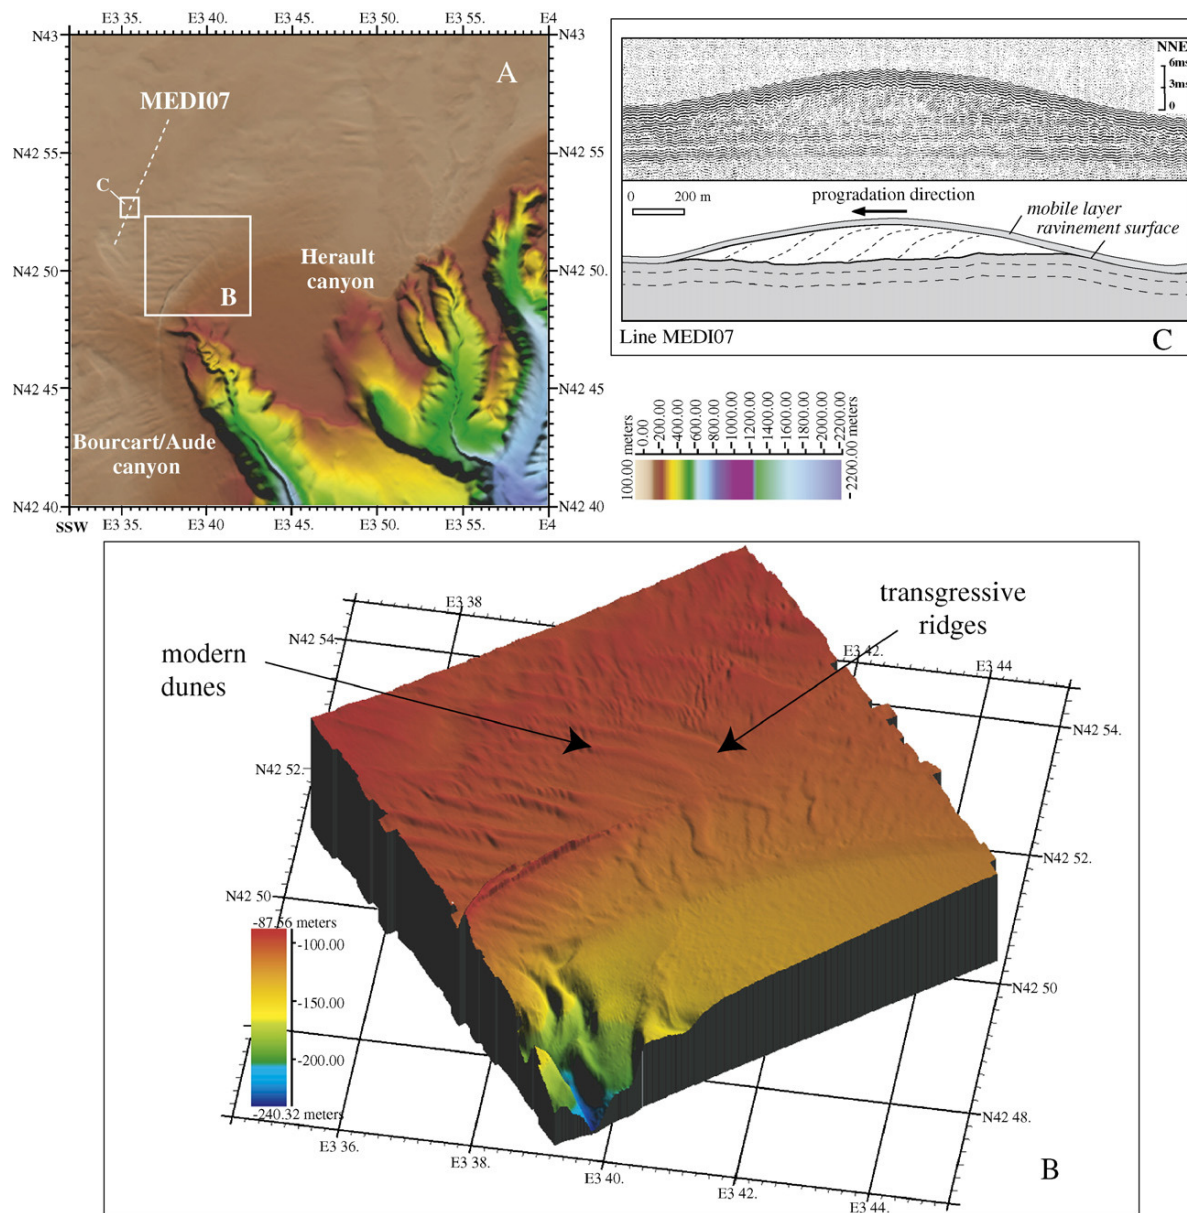 E3 35. E3 40. E3 45. E3 50. E3 55. E4
N43
N43
A
MEDI07
N42 55.
N42 55.
C
N42 50.
N42 50.
Herault
canyon
B
N42 45
N42 45
Bourcart/Aude
canyon
N42 40.
N42 40.
SSW
E3 35. E3 40. E3 45. E3 50. E3 55. E4
NNE
6ms
3ms
0
0 200 m
progradation direction
mobile layer
ravinement surface
Line MEDI07
C
100.00 meters
0.00
-200.00
-400.00
-600.00
-800.00
-1000.00
-1200.00
-1400.00
-1600.00
-1800.00
-2000.00
-2200.00
-2200.00 meters
E3 38
transgressive
ridges
N42 54.
modern
dunes
E3 42.
E3 44
N42 54.
N42 52.
N42 52.
N42 50
-87.56 meters
-100.00
-150.00
-200.00
-240.32 meters
N42 50
N42 48.
E3 36.
E3 38.
E3 40.
E3 42.
E3 44.
B